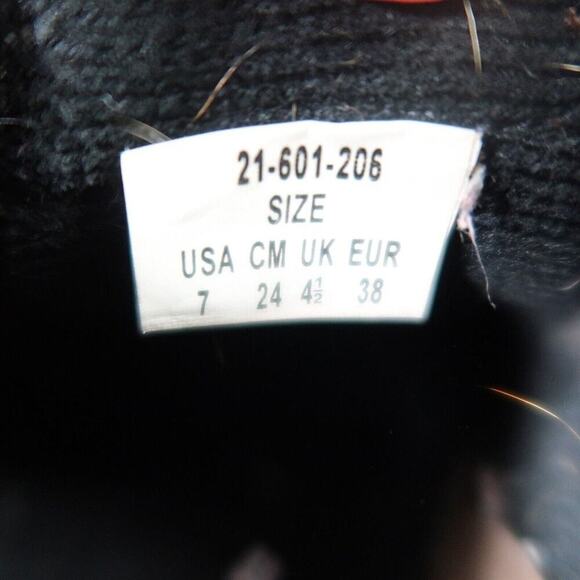 21-601-206
SIZE
USA CM UK EUR
7 24 4½ 38